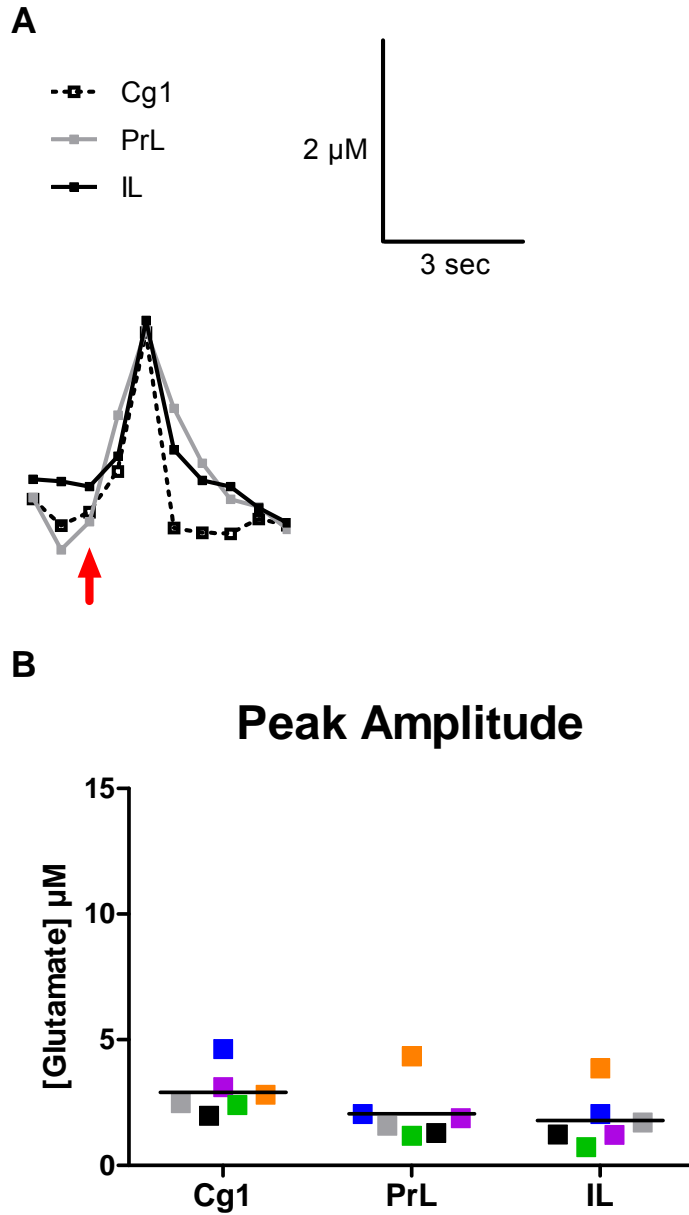 A
Cg1
PrL
IL
2 µM
3 sec
B
Peak Amplitude
[Glutamate] µM
15
10
5
0
Cg1 PrL IL